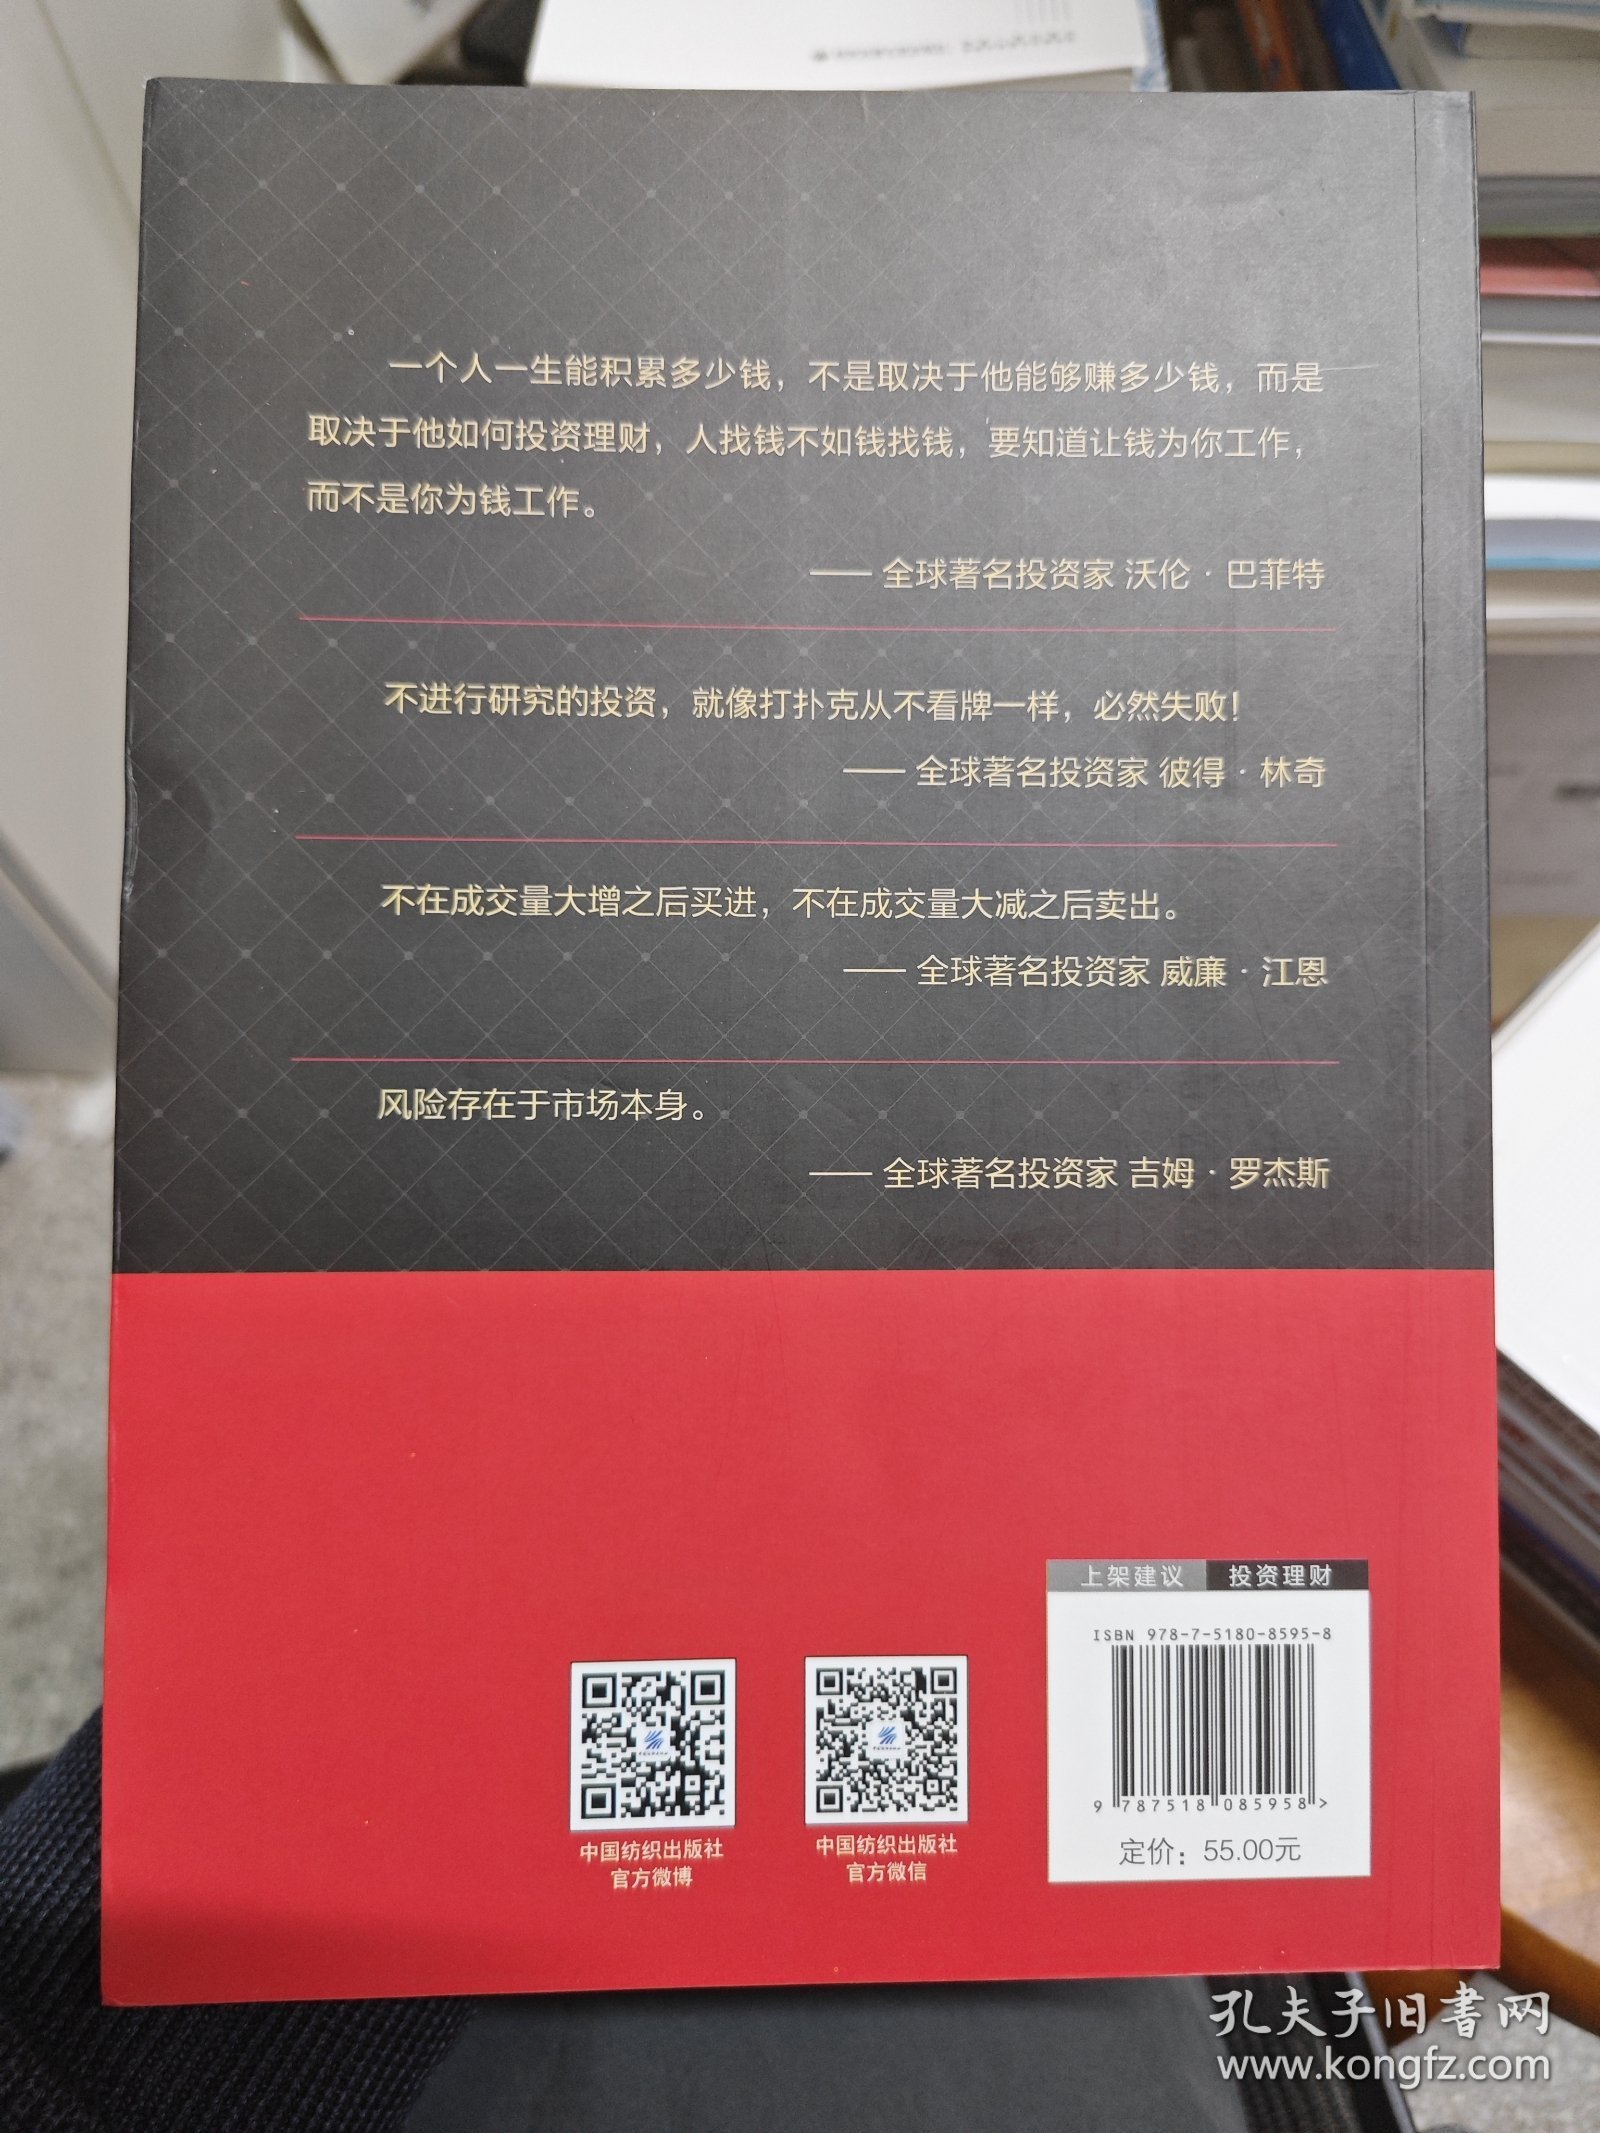 一个人一生能积累多少钱，不是取决于他能够赚多少钱，而是
取决于他如何投资理财，人找钱不如钱找钱，要知道让钱为你工作，
而不是你为钱工作。
—— 全球著名投资家 沃伦·巴菲特
不进行研究的投资，就像打扑克从不看牌一样，必然失败！
—— 全球著名投资家 彼得·林奇
不在成交量大增之后买进，不在成交量大减之后卖出。
—— 全球著名投资家 威廉·江恩
风险存在于市场本身。
—— 全球著名投资家 吉姆·罗杰斯
上架建议 投资理财
ISBN 978-7-5180-8595-8
9 787518 085958 >
定价：55.00元
中国纺织出版社
官方微博
中国纺织出版社
官方微信
孔夫子旧书网
www.kongfz.com